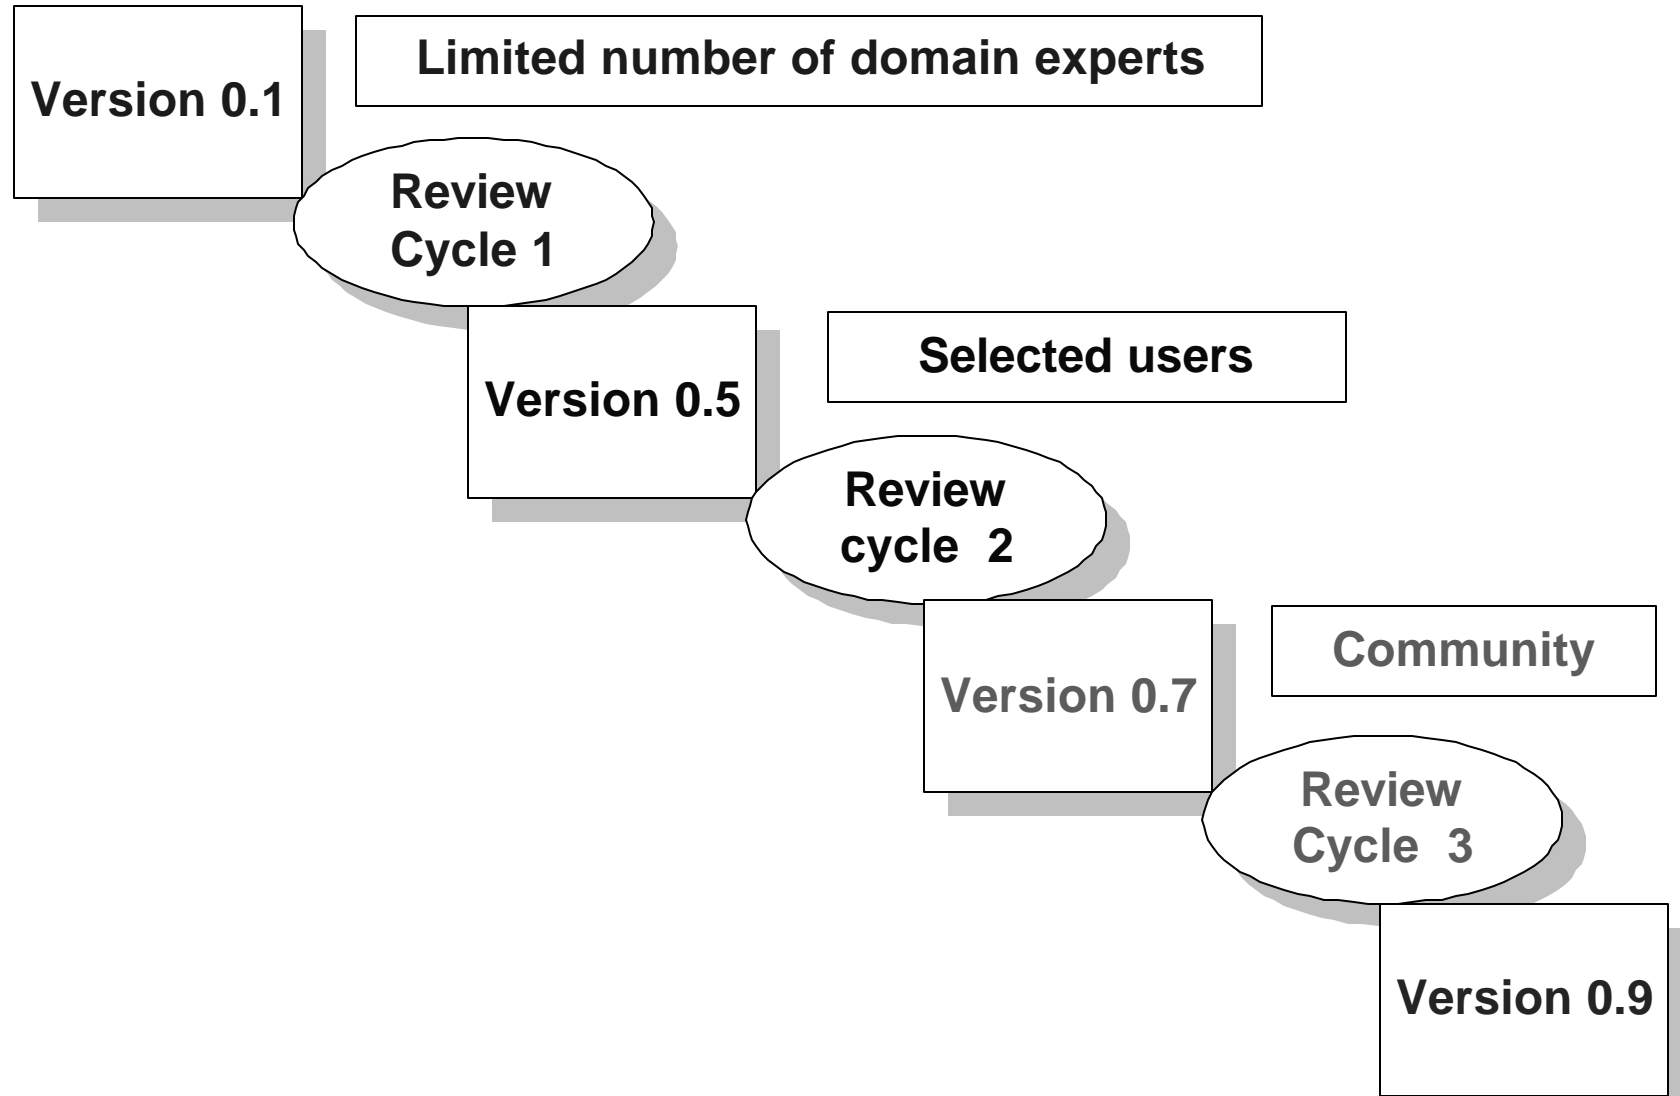 Limited number of domain experts
Version 0.1
Review
Cycle 1
Selected users
Version 0.5
Review
cycle  2
Community
Version 0.7
Review
Cycle  3
Version 0.9